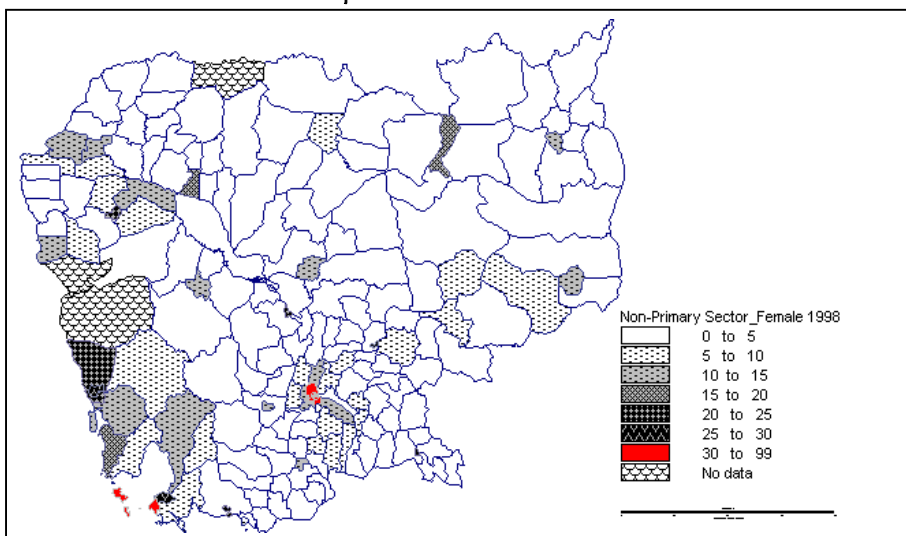 Non-Primary Sector_Female 1998
0 to 5
5 to 10
10 to 15
15 to 20
20 to 25
25 to 30
30 to 99
No data